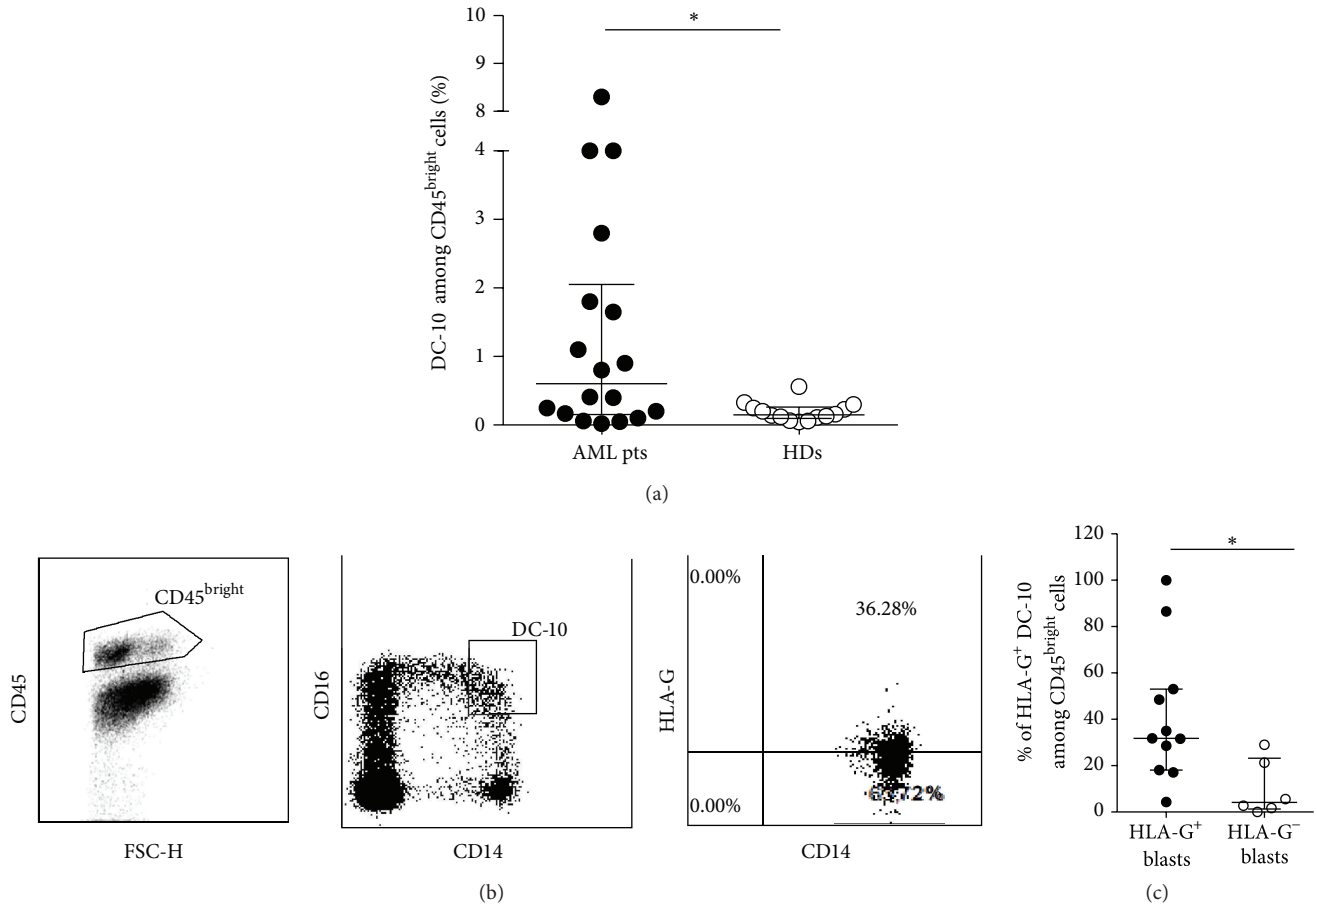 10
*
9
8
4
3
2
1
0
DC-10 among CD45bright cells (%)
AML pts
HDs
(a)
CD45bright
CD45
FSC-H
DC-10
CD16
CD14
0.00%
36.28%
HLA-G
0.00%
CD14
(b)
120
*
100
80
60
40
20
0
% of HLA-G+ DC-10
among CD45bright cells
HLA-G+
blasts
HLA-G−
blasts
(c)